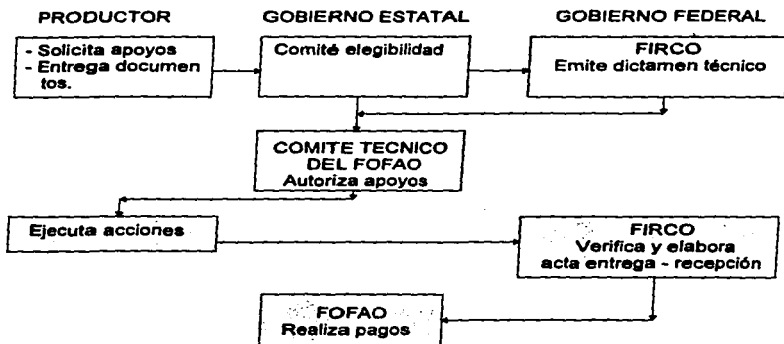 PRODUCTOR
GOBIERNO ESTATAL
GOBIERNO FEDERAL
- Solicita apoyos
- Entrega documen
tos.
Comité elegibilidad
FIRCO
Emite dictamen técnico
COMITE TECNICO
DEL FOFAO
Autoriza apoyos
Ejecuta acciones
FIRCO
Verifica y elabora
acta entrega - recepción
FOFAO
Realiza pagos